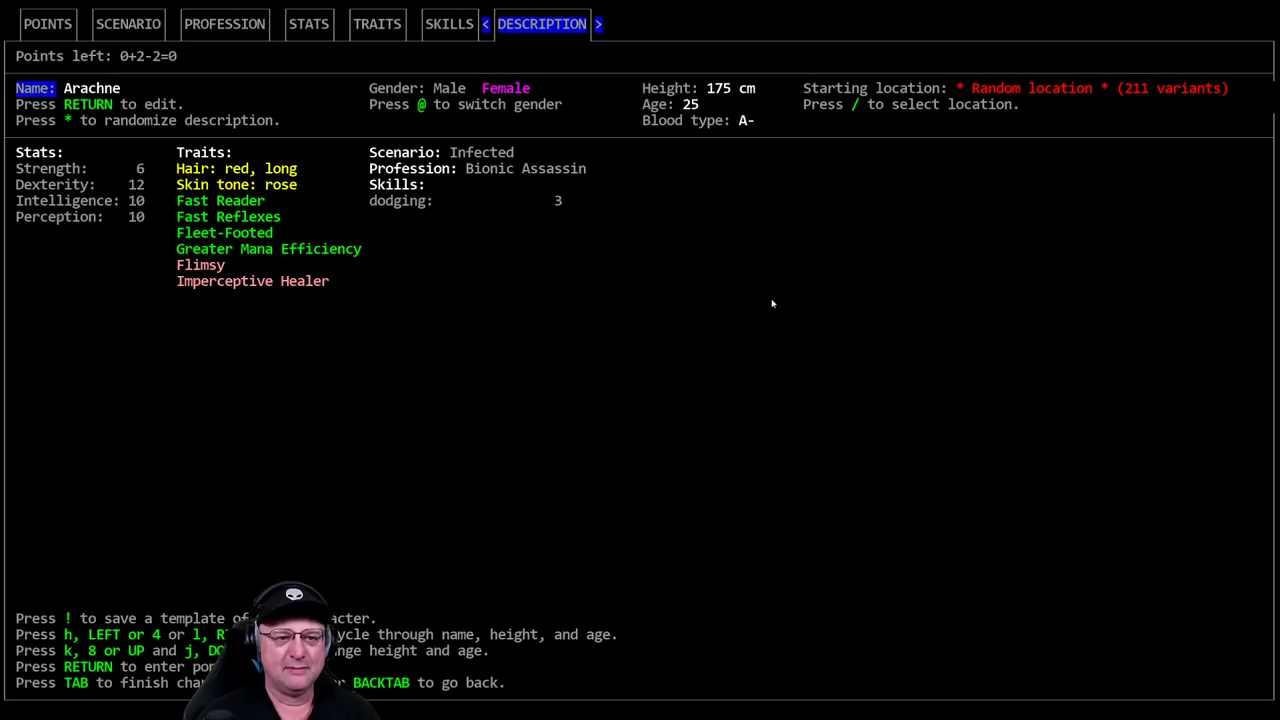 POINTS SCENARIO PROFESSION STATS TRAITS SKILLS < DESCRIPTION >
Points left: 0+2-2=0
Name: Arachne Gender: Male Female Height: 175 cm Starting location: * Random location * (211 variants)
Press RETURN to edit. Press @ to switch gender Age: 25 Press / to select location.
Press * to randomize description. Blood type: A-
Stats: Traits: Scenario: Infected
Strength: 6 Hair: red, long Profession: Bionic Assassin
Dexterity: 12 Skin tone: rose Skills:
Intelligence: 10 Fast Reader dodging: 3
Perception: 10 Fast Reflexes
Fleet-Footed
Greater Mana Efficiency
Flimsy
Imperceptive Healer
Press ! to save a template of acter.
Press h, LEFT or 4 or l, R ycle through name, height, and age.
Press k, 8 or UP and j, DO nge height and age.
Press RETURN to enter po
Press TAB to finish cha r BACKTAB to go back.